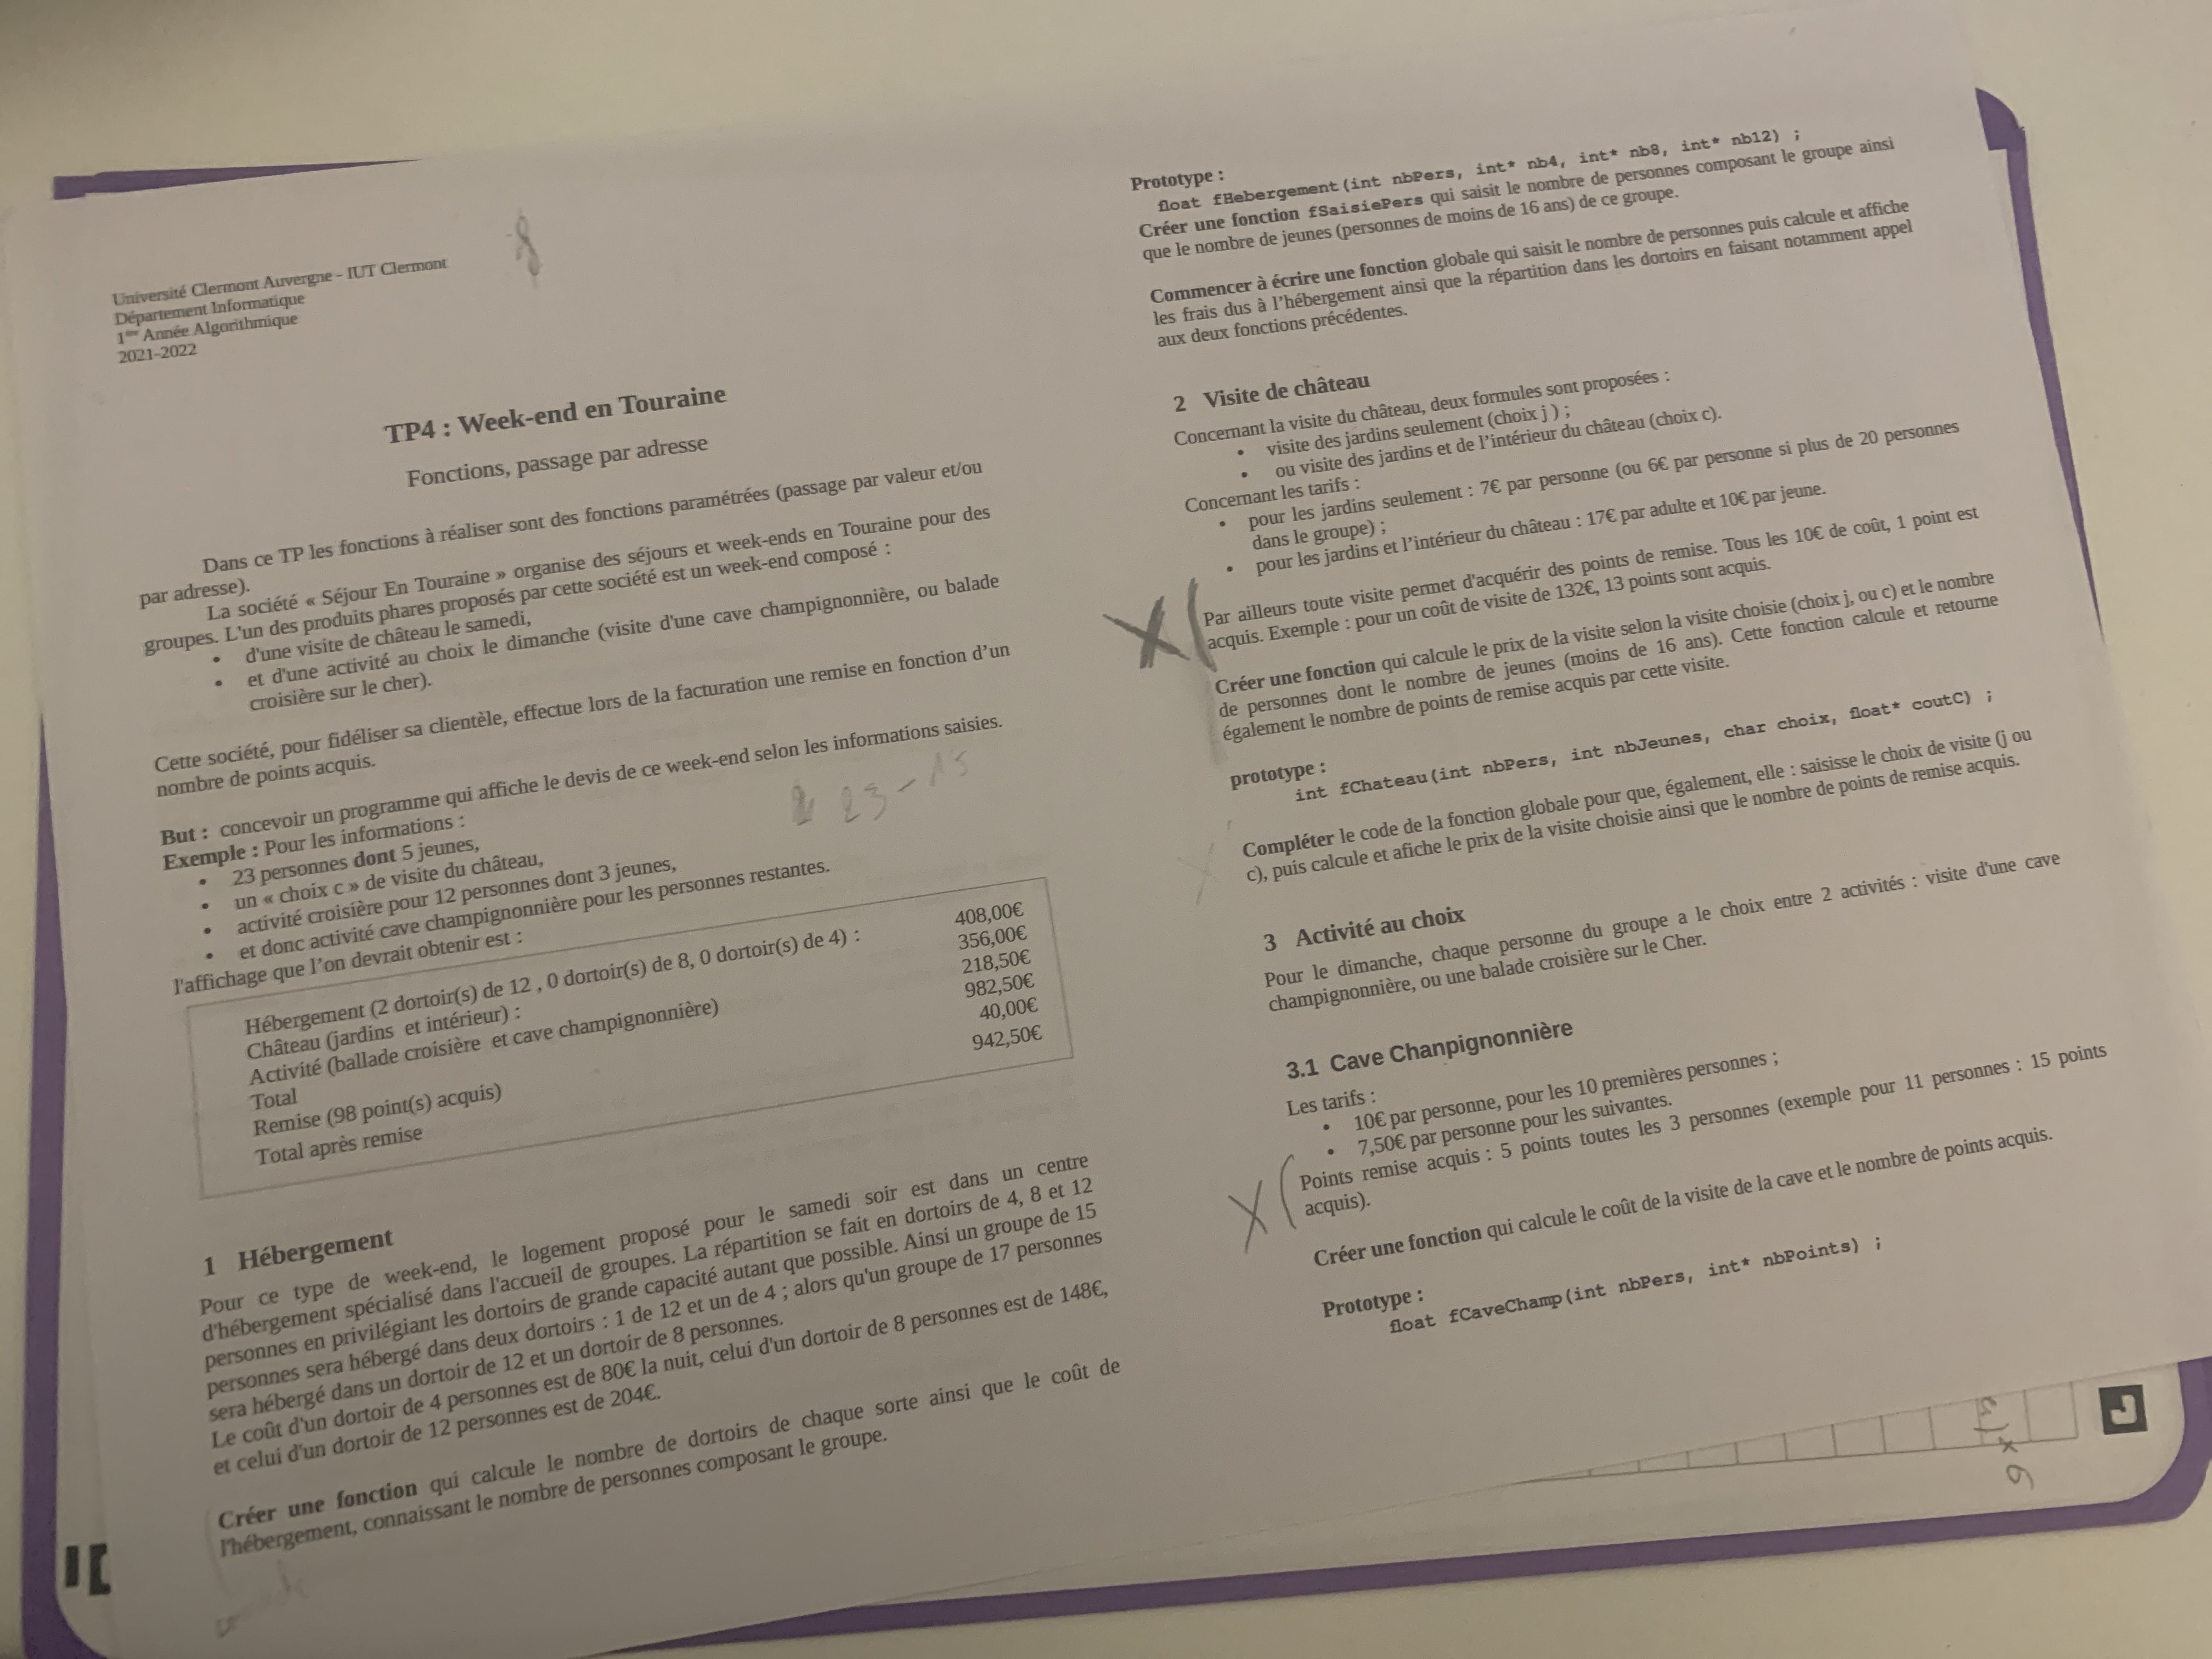 Université Clermont Auvergne - IUT Clermont
Département Informatique
1ère Année Algorithmique
2021-2022
TP4 : Week-end en Touraine
Fonctions, passage par adresse
Dans ce TP les fonctions à réaliser sont des fonctions paramétrées (passage par valeur et/ou
par adresse).
La société « Séjour En Touraine » organise des séjours et week-ends en Touraine pour des
groupes. L'un des produits phares proposés par cette société est un week-end composé :
• d'une visite de château le samedi,
• et d'une activité au choix le dimanche (visite d'une cave champignonnière, ou balade
croisière sur le cher).
Cette société, pour fidéliser sa clientèle, effectue lors de la facturation une remise en fonction d'un
nombre de points acquis.
But : concevoir un programme qui affiche le devis de ce week-end selon les informations saisies.
Exemple : Pour les informations :
• 23 personnes dont 5 jeunes,
• un « choix c » de visite du château,
• activité croisière pour 12 personnes dont 3 jeunes,
• et donc activité cave champignonnière pour les personnes restantes.
23-15
l'affichage que l'on devrait obtenir est :
Hébergement (2 dortoir(s) de 12 , 0 dortoir(s) de 8, 0 dortoir(s) de 4) : 408,00€
Château (jardins et intérieur) : 356,00€
Activité (ballade croisière et cave champignonnière) 218,50€
Total 982,50€
Remise (98 point(s) acquis) 40,00€
Total après remise 942,50€
1 Hébergement
Pour ce type de week-end, le logement proposé pour le samedi soir est dans un centre
d'hébergement spécialisé dans l'accueil de groupes. La répartition se fait en dortoirs de 4, 8 et 12
personnes en privilégiant les dortoirs de grande capacité autant que possible. Ainsi un groupe de 15
personnes sera hébergé dans deux dortoirs : 1 de 12 et un de 4 ; alors qu'un groupe de 17 personnes
sera hébergé dans un dortoir de 12 et un dortoir de 8 personnes.
Le coût d'un dortoir de 4 personnes est de 80€ la nuit, celui d'un dortoir de 8 personnes est de 148€,
et celui d'un dortoir de 12 personnes est de 204€.
Créer une fonction qui calcule le nombre de dortoirs de chaque sorte ainsi que le coût de
l'hébergement, connaissant le nombre de personnes composant le groupe.
Prototype :
float fHebergement(int nbPers, int* nb4, int* nb8, int* nb12) ;
Créer une fonction fSaisiePers qui saisit le nombre de personnes composant le groupe ainsi
que le nombre de jeunes (personnes de moins de 16 ans) de ce groupe.
Commencer à écrire une fonction globale qui saisit le nombre de personnes puis calcule et affiche
les frais dus à l'hébergement ainsi que la répartition dans les dortoirs en faisant notamment appel
aux deux fonctions précédentes.
2 Visite de château
Concernant la visite du château, deux formules sont proposées :
• visite des jardins seulement (choix j ) ;
• ou visite des jardins et de l'intérieur du château (choix c).
Concernant les tarifs :
• pour les jardins seulement : 7€ par personne (ou 6€ par personne si plus de 20 personnes
dans le groupe) ;
• pour les jardins et l'intérieur du château : 17€ par adulte et 10€ par jeune.
Par ailleurs toute visite permet d'acquérir des points de remise. Tous les 10€ de coût, 1 point est
acquis. Exemple : pour un coût de visite de 132€, 13 points sont acquis.
Créer une fonction qui calcule le prix de la visite selon la visite choisie (choix j, ou c) et le nombre
de personnes dont le nombre de jeunes (moins de 16 ans). Cette fonction calcule et retourne
également le nombre de points de remise acquis par cette visite.
prototype :
int fChateau(int nbPers, int nbJeunes, char choix, float* coutC) ;
Compléter le code de la fonction globale pour que, également, elle : saisisse le choix de visite (j ou
c), puis calcule et afiche le prix de la visite choisie ainsi que le nombre de points de remise acquis.
3 Activité au choix
Pour le dimanche, chaque personne du groupe a le choix entre 2 activités : visite d'une cave
champignonnière, ou une balade croisière sur le Cher.
3.1 Cave Chanpignonnière
Les tarifs :
• 10€ par personne, pour les 10 premières personnes ;
• 7,50€ par personne pour les suivantes.
Points remise acquis : 5 points toutes les 3 personnes (exemple pour 11 personnes : 15 points
acquis).
Créer une fonction qui calcule le coût de la visite de la cave et le nombre de points acquis.
Prototype :
float fCaveChamp(int nbPers, int* nbPoints) ;